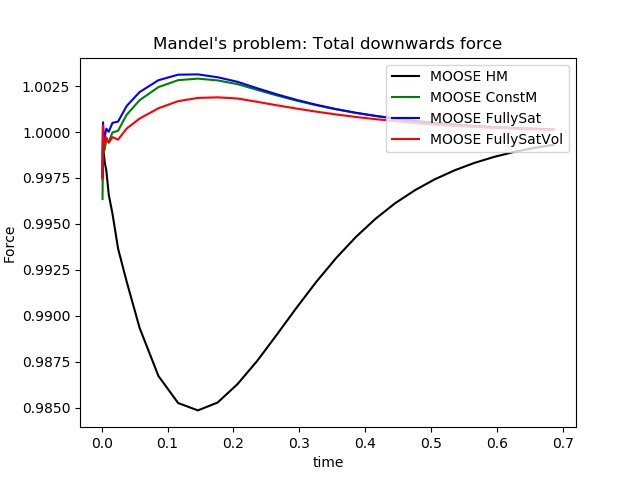 Mandel's problem: Total downwards force
MOOSE HM
MOOSE ConstM
MOOSE FullySat
MOOSE FullySatVol
1.0025
1.0000
0.9975
0.9950
0.9925
0.9900
0.9875
0.9850
Force
0.0 0.1 0.2 0.3 0.4 0.5 0.6 0.7
time